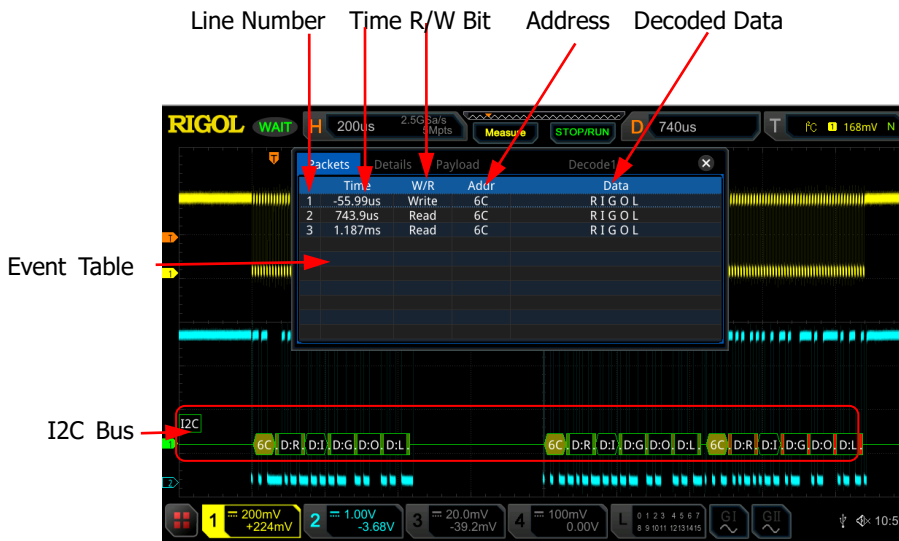 Line Number Time R/W Bit Address Decoded Data
RIGOL WAIT H 200us 2.5GSa/s 5Mpts Measure STOP/RUN D 740us T I²C 1 168mV N
T
Packets Details Payload Decode1 X
Time W/R Addr Data
1 -55.99us Write 6C R I G O L
2 743.9us Read 6C R I G O L
3 1.187ms Read 6C R I G O L
T
Event Table
1
I2C
I2C Bus
6C D:R D:I D:G D:O D:L 6C D:R D:I D:G D:O D:L 6C D:R D:I D:G D:O D:L
2
1 200mV +224mV 2 1.00V -3.68V 3 20.0mV -39.2mV 4 100mV 0.00V L 0 1 2 3 4 5 6 7 8 9 10 11 12 13 14 15 GI GII 10:5